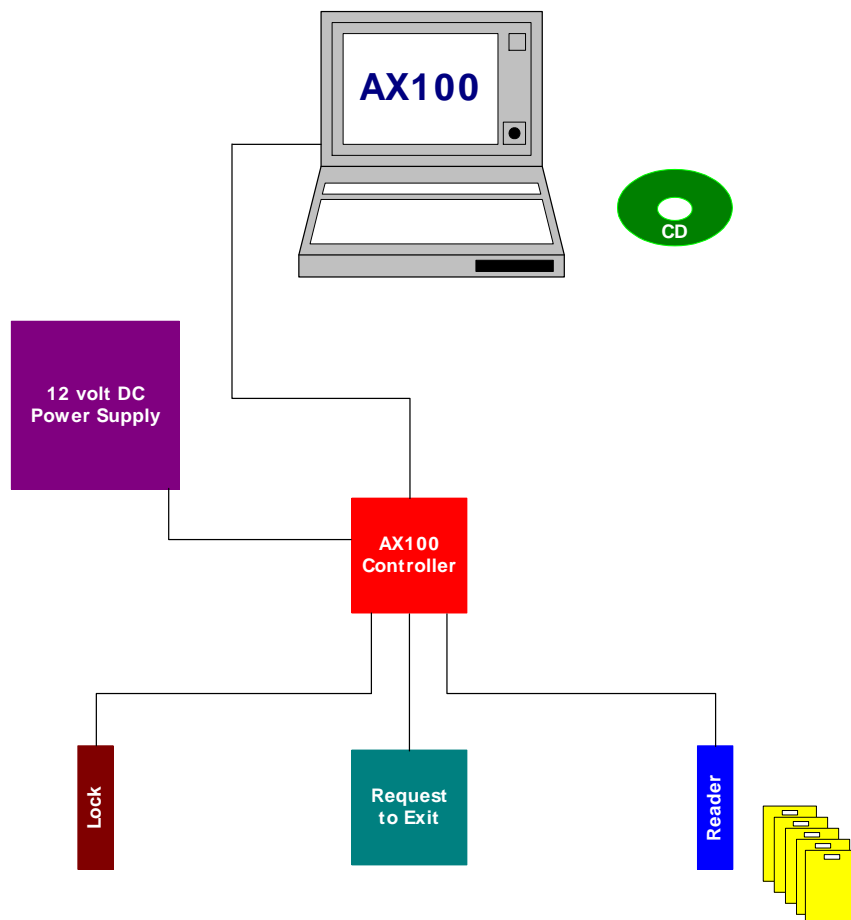 AX100
CD
12 volt DC
Power Supply
AX100
Controller
Lock
Request
to Exit
Reader